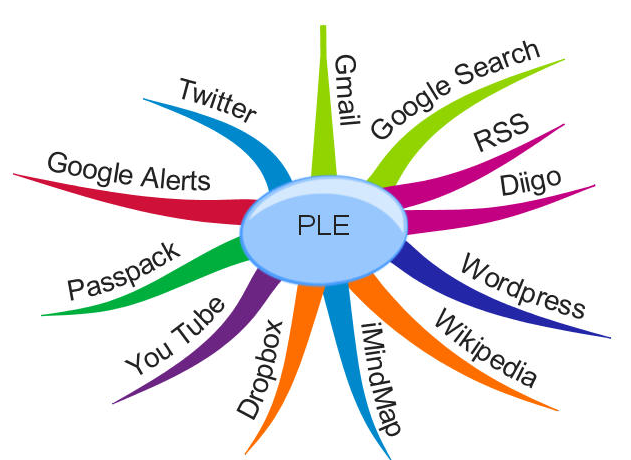 Gmail
Google Search
Twitter
RSS
Google Alerts
Diigo
PLE
Passpack
Wordpress
You Tube
Wikipedia
Dropbox
iMindMap